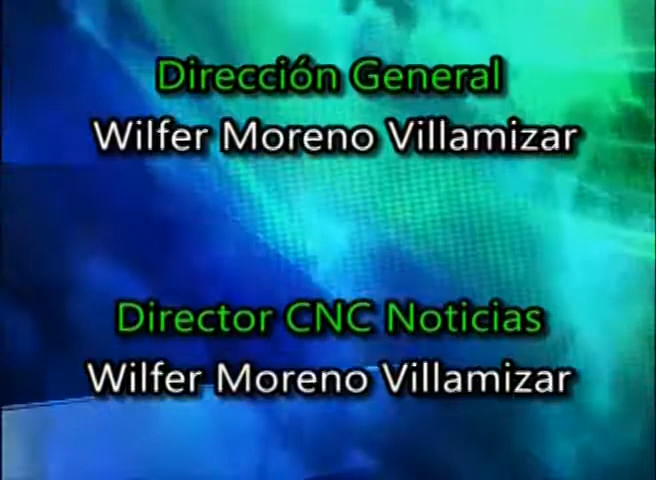 Dirección General
Wilfer Moreno Villamizar
Director CNC Noticias
Wilfer Moreno Villamizar